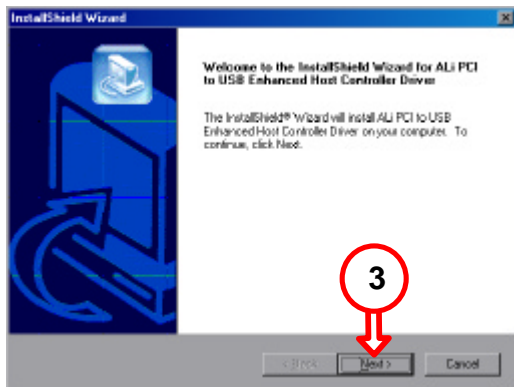 InstallShield Wizard
Welcome to the InstallShield Wizard for ALi PCI
to USB Enhanced Host Controller Driver
The InstallShield® Wizard will install ALi PCI to USB
Enhanced Host Controller Driver on your computer. To
continue, click Next.
3
< Back
Next >
Cancel